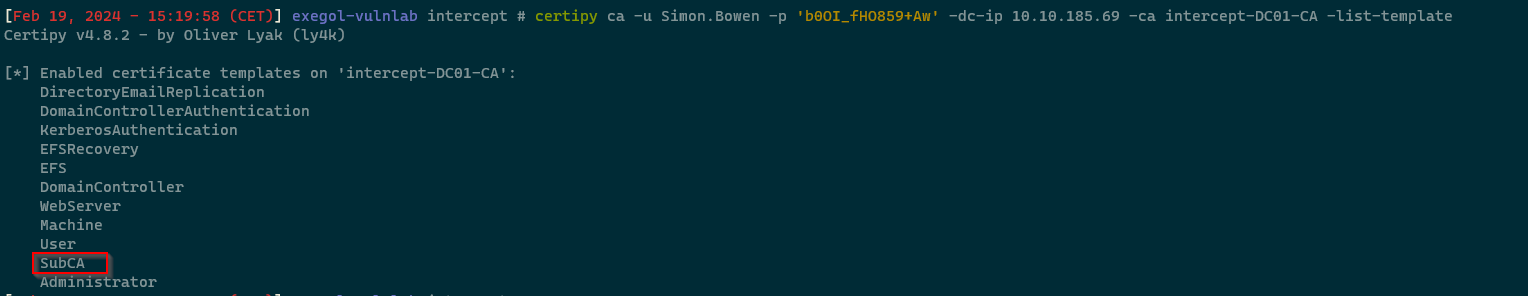 [Feb 19, 2024 - 15:19:58 (CET)] exegol-vulnlab intercept # certipy ca -u Simon.Bowen -p 'b0OI_fHO859+Aw' -dc-ip 10.10.185.69 -ca intercept-DC01-CA -list-template
Certipy v4.8.2 - by Oliver Lyak (ly4k)
[*] Enabled certificate templates on 'intercept-DC01-CA':
DirectoryEmailReplication
DomainControllerAuthentication
KerberosAuthentication
EFSRecovery
EFS
DomainController
WebServer
Machine
User
SubCA
Administrator